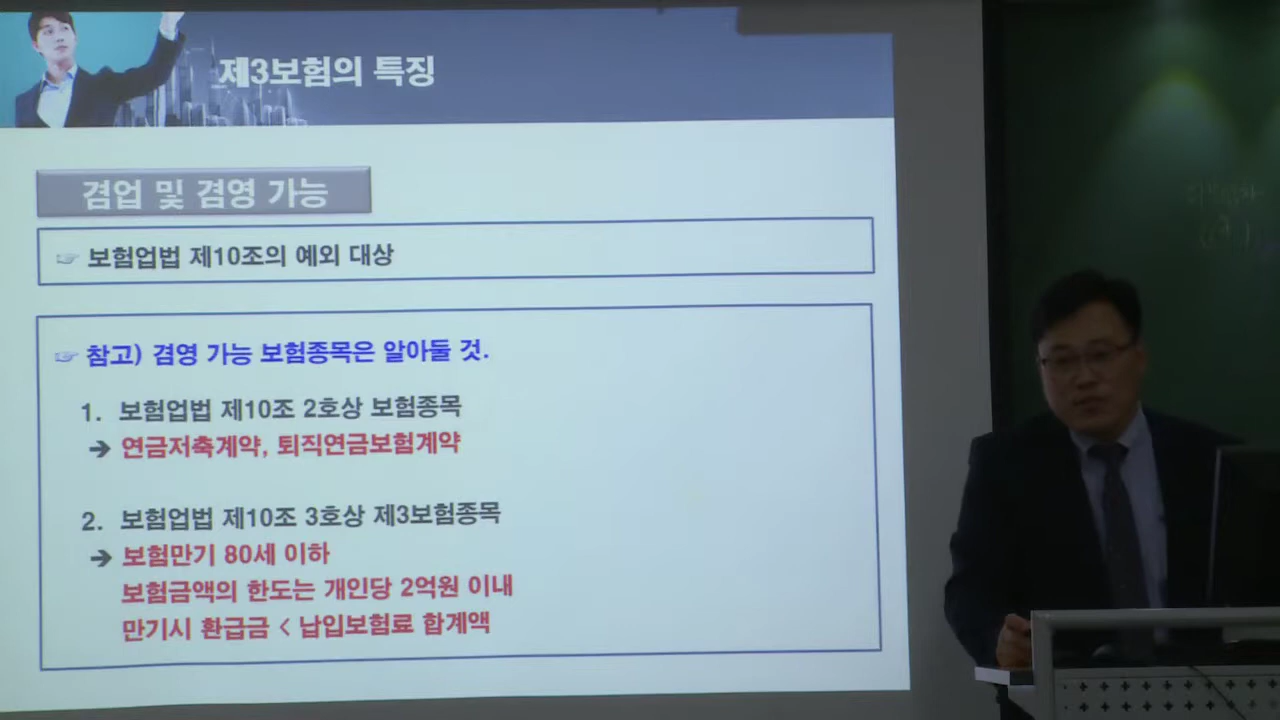 제3보험의 특징
겸업 및 겸영 가능
☞ 보험업법 제10조의 예외 대상
☞ 참고) 겸영 가능 보험종목은 알아둘 것.
1. 보험업법 제10조 2호상 보험종목
➔ 연금저축계약, 퇴직연금보험계약
2. 보험업법 제10조 3호상 제3보험종목
➔ 보험만기 80세 이하
보험금액의 한도는 개인당 2억원 이내
만기시 환급금 < 납입보험료 합계액